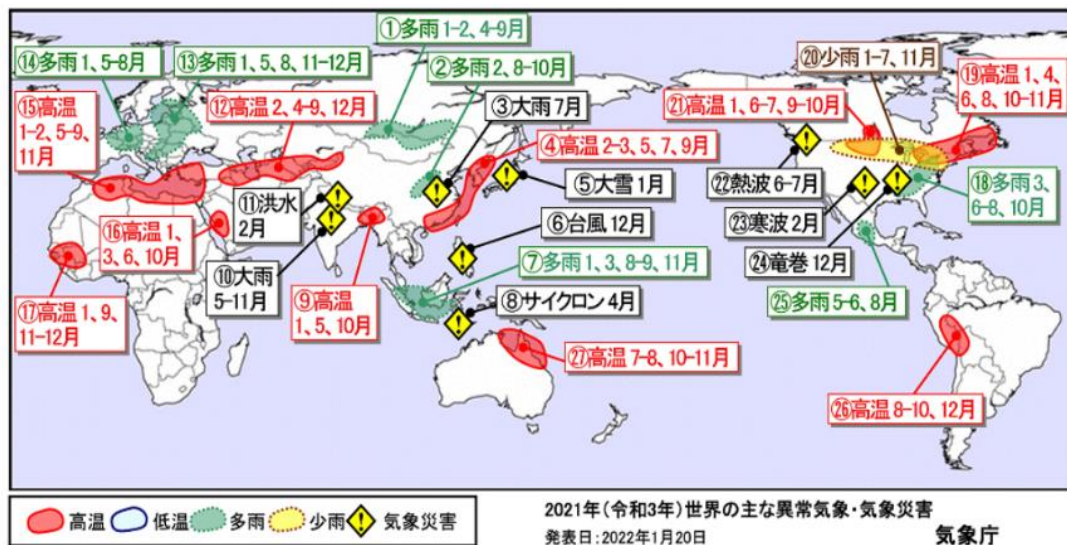 ①多雨 1-2、4-9月
⑭多雨 1、5-8月
⑬多雨 1、5、8、11-12月
②多雨 2、8-10月
⑳少雨 1-7、11月
⑲高温 1、4、
6、8、10-11月
⑮高温
1-2、5-9、
11月
⑫高温 2、4-9、12月
③大雨 7月
㉑高温 1、6-7、9-10月
④高温 2-3、5、7、9月
⑤大雪 1月
㉒熱波 6-7月
⑱多雨 3、
6-8、10月
⑪洪水
2月
⑥台風 12月
㉓寒波 2月
⑯高温 1、
3、6、10月
⑩大雨
5-11月
⑦多雨 1、3、8-9、11月
㉔竜巻 12月
⑰高温 1、9、
11-12月
⑨高温
1、5、10月
⑧サイクロン 4月
㉕多雨 5-6、8月
㉗高温 7-8、10-11月
㉖高温 8-10、12月
高温 低温 多雨 少雨 気象災害
2021年(令和3年)世界の主な異常気象・気象災害
発表日:2022年1月20日 気象庁